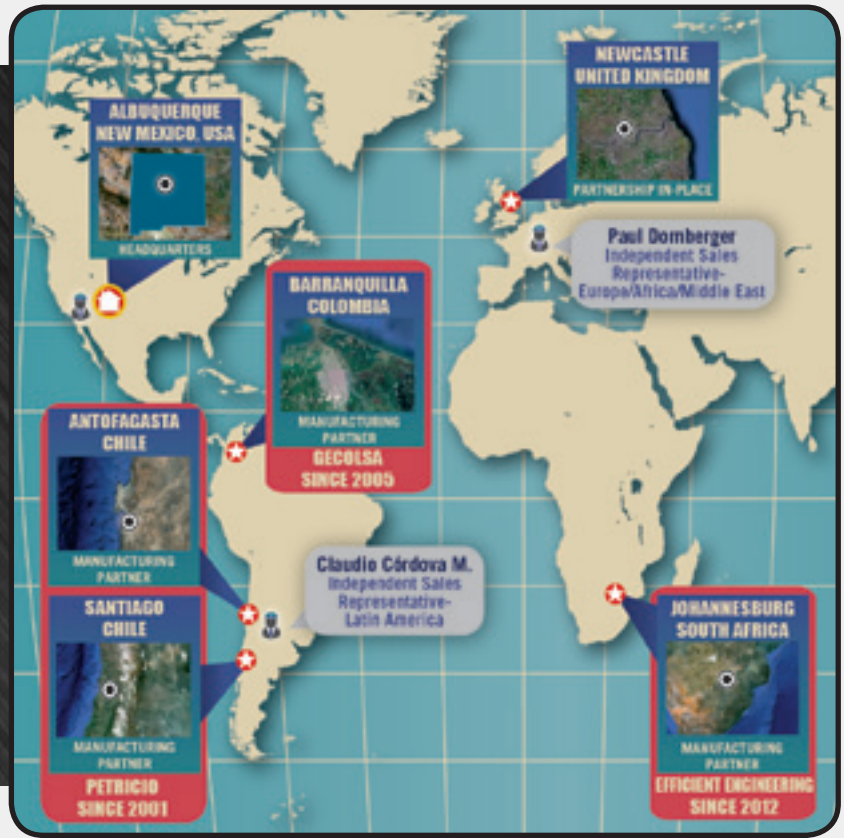 ALBUQUERQUE
NEW MEXICO, USA
HEADQUARTERS
NEWCASTLE
UNITED KINGDOM
PARTNERSHIP IN-PLACE
Paul Domberger
Independent Sales
Representative-
Europe/Africa/Middle East
BARRANQUILLA
COLOMBIA
MANUFACTURING
PARTNER
GECOLSA
SINCE 2005
ANTOFAGASTA
CHILE
MANUFACTURING
PARTNER
SANTIAGO
CHILE
MANUFACTURING
PARTNER
PETRICIO
SINCE 2001
Claudio Córdova M.
Independent Sales
Representative-
Latin America
JOHANNESBURG
SOUTH AFRICA
MANUFACTURING
PARTNER
EFFICIENT ENGINEERING
SINCE 2012